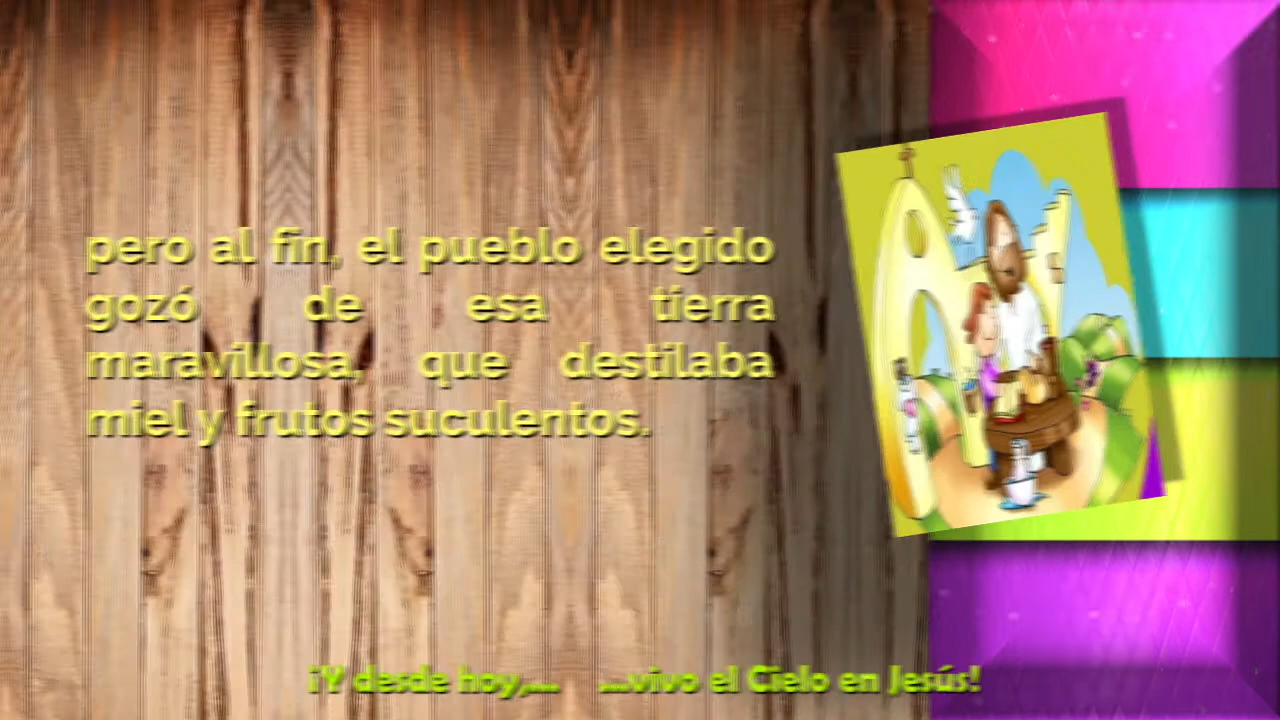 pero al fin, el pueblo elegido
gozó de esa tierra
maravillosa, que destilaba
miel y frutos suculentos.
¡Y desde hoy,... ...vivo el Cielo en Jesús!